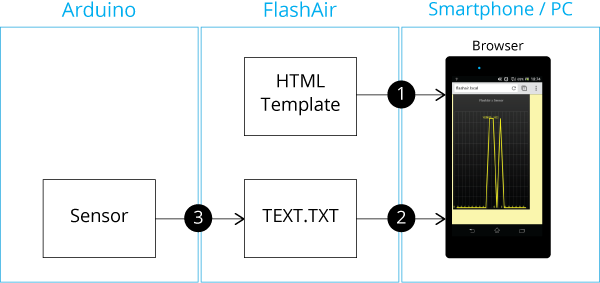 Arduino
FlashAir
Smartphone / PC
Browser
HTML
Template
1
Sensor
3
TEXT.TXT
2